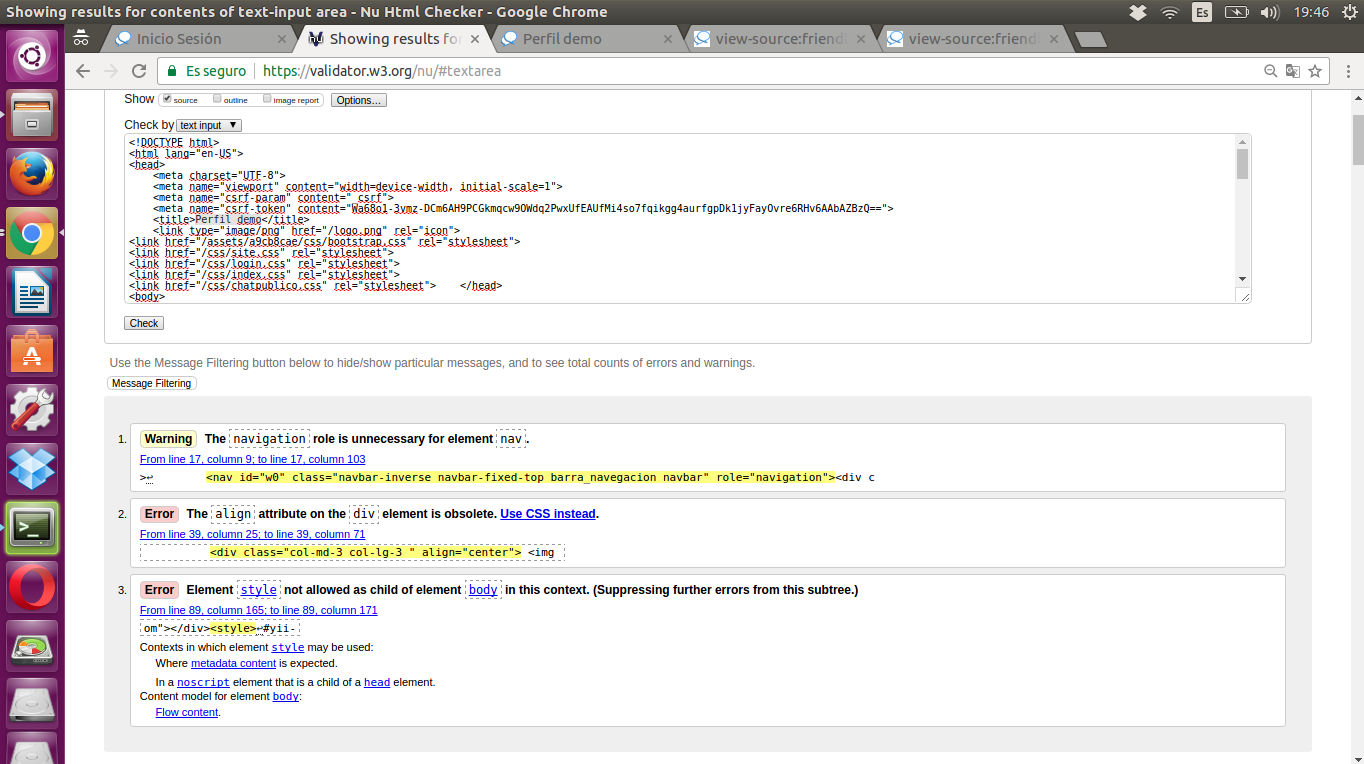 Showing results for contents of text-input area - Nu Html Checker - Google Chrome
Es
19:46
Inicio Sesión
Showing results fo
Perfil demo
view-source:friend
view-source:friend
Es seguro
https://validator.w3.org/nu/#textarea
Show source outline image report Options...
Check by text input
<!DOCTYPE html>
<html lang="en-US">
<head>
<meta charset="UTF-8">
<meta name="viewport" content="width=device-width, initial-scale=1">
<meta name="csrf-param" content="_csrf">
<meta name="csrf-token" content="Wa68o1-3vmz-DCm6AH9PCGkmqcw9OWdq2PwxUfEAUfMi4so7fqikgg4aurfgpDk1jyFayOvre6RHv6AAbAZBzQ==">
<title>Perfil demo</title>
<link type="image/png" href="/logo.png" rel="icon">
<link href="/assets/a9cb8cae/css/bootstrap.css" rel="stylesheet">
<link href="/css/site.css" rel="stylesheet">
<link href="/css/login.css" rel="stylesheet">
<link href="/css/index.css" rel="stylesheet">
<link href="/css/chatpublico.css" rel="stylesheet"> </head>
<body>
Check
Use the Message Filtering button below to hide/show particular messages, and to see total counts of errors and warnings.
Message Filtering
1. Warning The navigation role is unnecessary for element nav.
From line 17, column 9; to line 17, column 103
>↩ <nav id="w0" class="navbar-inverse navbar-fixed-top barra_navegacion navbar" role="navigation"><div c
2. Error The align attribute on the div element is obsolete. Use CSS instead.
From line 39, column 25; to line 39, column 71
<div class="col-md-3 col-lg-3 " align="center"> <img
3. Error Element style not allowed as child of element body in this context. (Suppressing further errors from this subtree.)
From line 89, column 165; to line 89, column 171
om"></div><style>↩#yii-
Contexts in which element style may be used:
Where metadata content is expected.
In a noscript element that is a child of a head element.
Content model for element body:
Flow content.